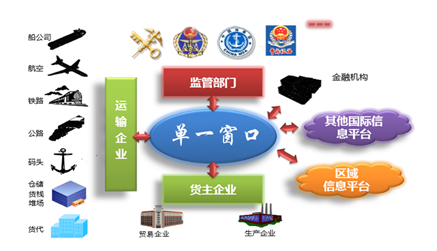 船公司
航空
铁路
公路
码头
仓储
货栈
堆场
货代
运输企业
监管部门
单一窗口
货主企业
贸易企业
生产企业
金融机构
其他国际信
息平台
区域
信息平台